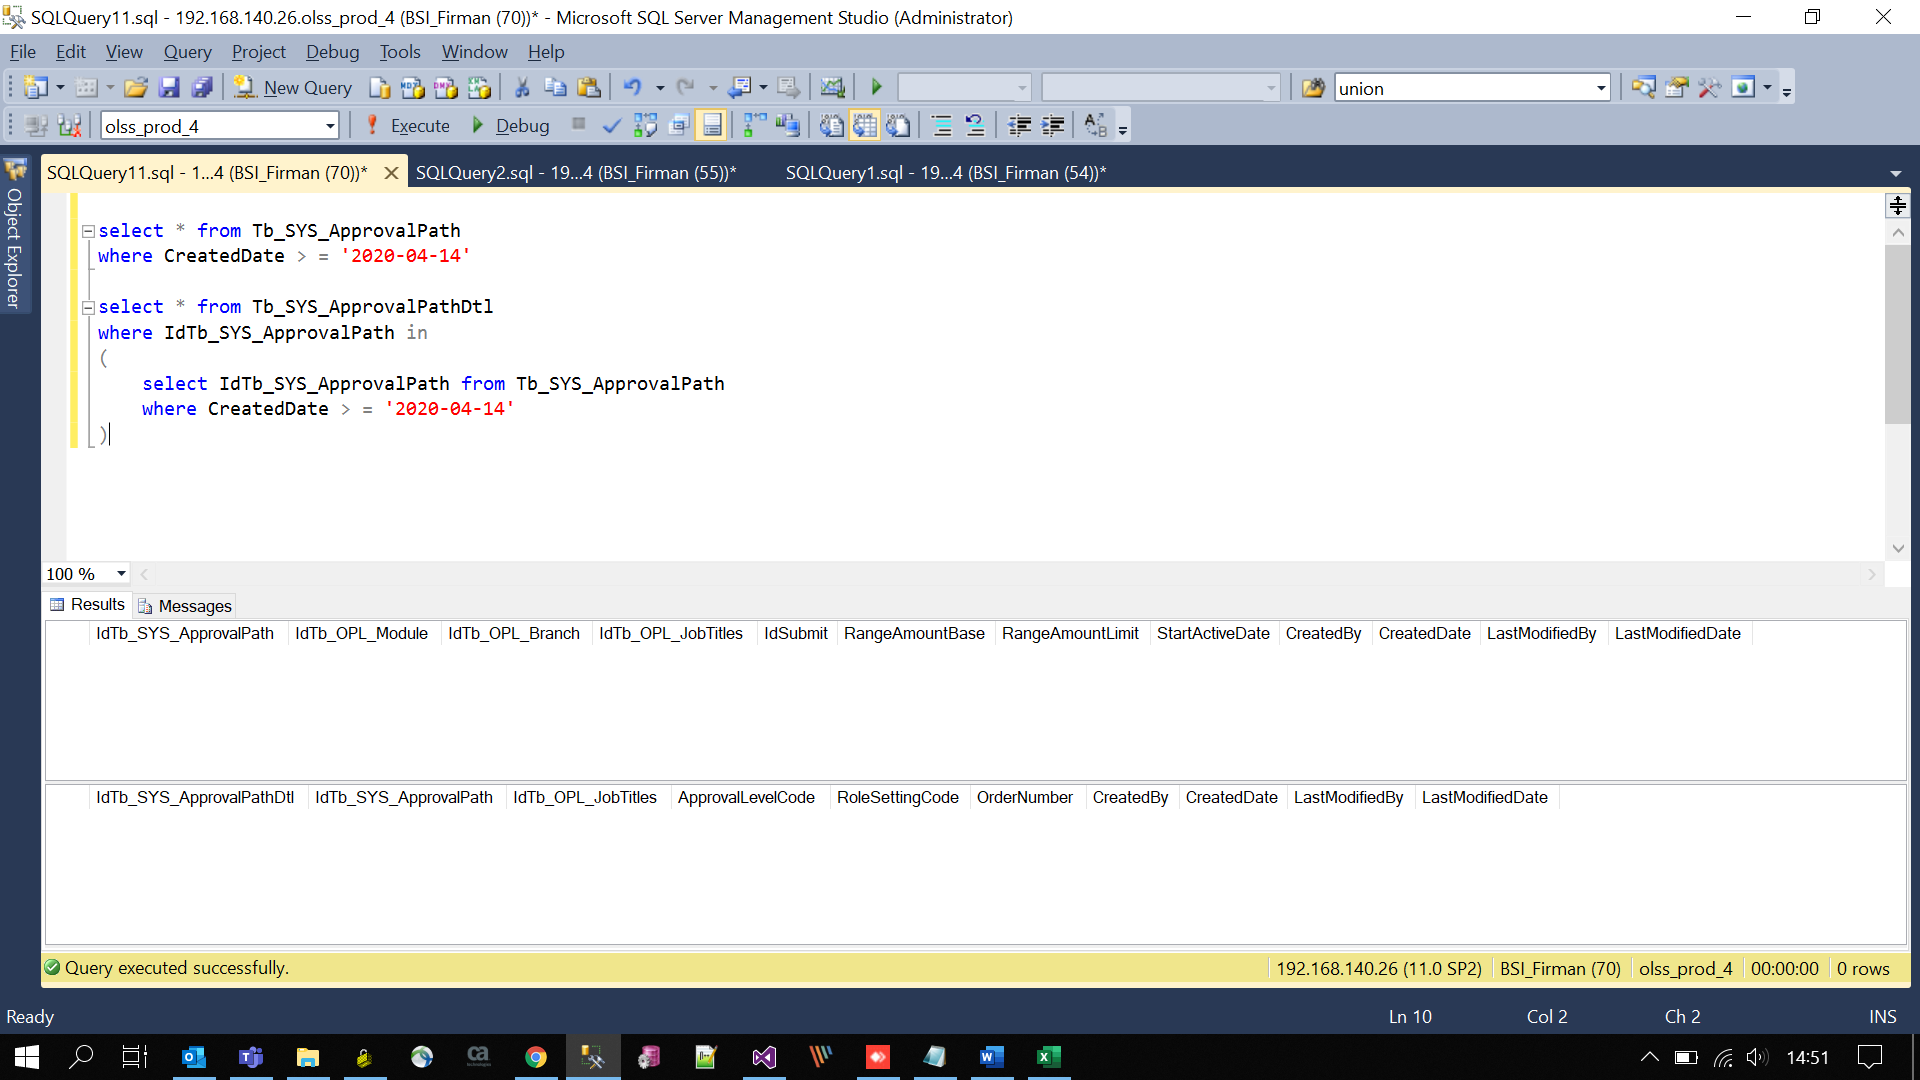 SQLQuery11.sql - 192.168.140.26.olss_prod_4 (BSI_Firman (70))* - Microsoft SQL Server Management Studio (Administrator)
File Edit View Query Project Debug Tools Window Help
New Query
union
olss_prod_4
Execute
Debug
SQLQuery11.sql - 1...4 (BSI_Firman (70))*
SQLQuery2.sql - 19...4 (BSI_Firman (55))*
SQLQuery1.sql - 19...4 (BSI_Firman (54))*
Object Explorer
select * from Tb_SYS_ApprovalPath
where CreatedDate > = '2020-04-14'
select * from Tb_SYS_ApprovalPathDtl
where IdTb_SYS_ApprovalPath in
(
select IdTb_SYS_ApprovalPath from Tb_SYS_ApprovalPath
where CreatedDate > = '2020-04-14'
)
100 %
Results Messages
IdTb_SYS_ApprovalPath IdTb_OPL_Module IdTb_OPL_Branch IdTb_OPL_JobTitles IdSubmit RangeAmountBase RangeAmountLimit StartActiveDate CreatedBy CreatedDate LastModifiedBy LastModifiedDate
IdTb_SYS_ApprovalPathDtl IdTb_SYS_ApprovalPath IdTb_OPL_JobTitles ApprovalLevelCode RoleSettingCode OrderNumber CreatedBy CreatedDate LastModifiedBy LastModifiedDate
Query executed successfully.
192.168.140.26 (11.0 SP2) BSI_Firman (70) olss_prod_4 00:00:00 0 rows
Ready
Ln 10 Col 2 Ch 2 INS
14:51